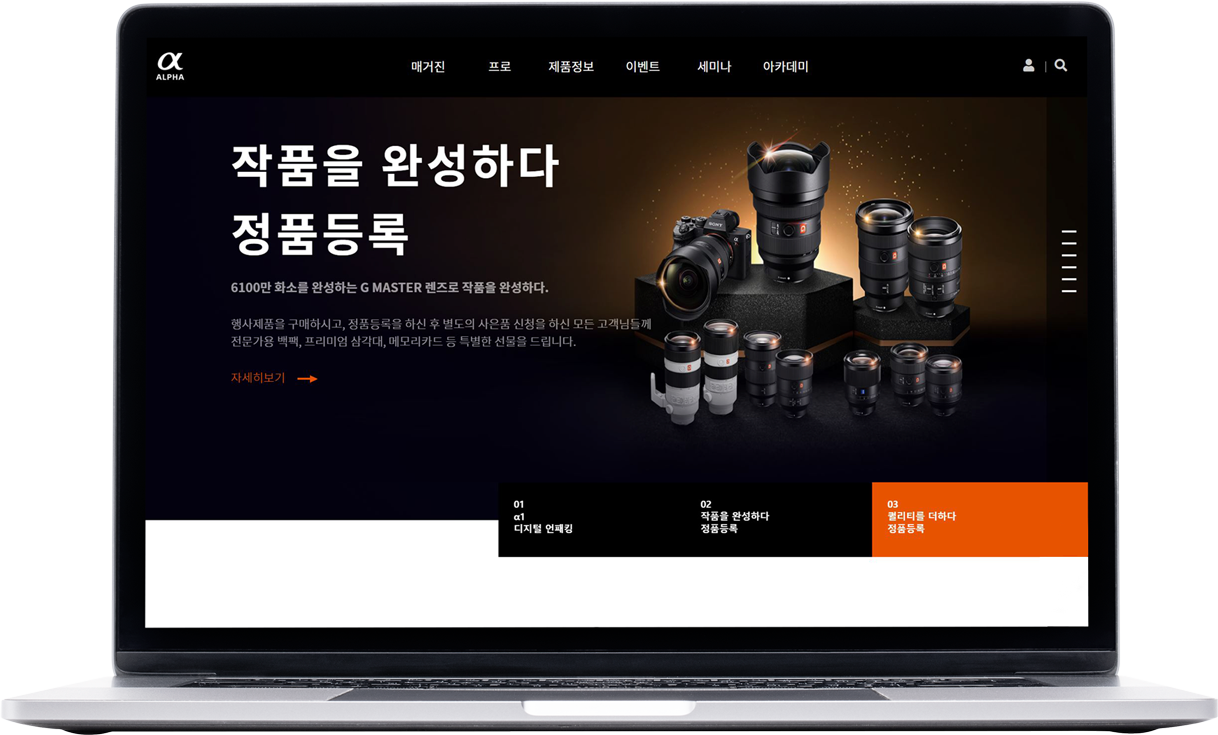 α
ALPHA
매거진
프로
제품정보
이벤트
세미나
아카데미
작품을 완성하다
정품등록
6100만 화소를 완성하는 G MASTER 렌즈로 작품을 완성하다.
행사제품을 구매하시고, 정품등록을 하신 후 별도의 사은품 신청을 하신 모든 고객님들께
전문가용 백팩, 프리미엄 삼각대, 메모리카드 등 특별한 선물을 드립니다.
자세히보기
SONY
01
α1
디지털 언패킹
02
작품을 완성하다
정품등록
03
퀄리티를 더하다
정품등록